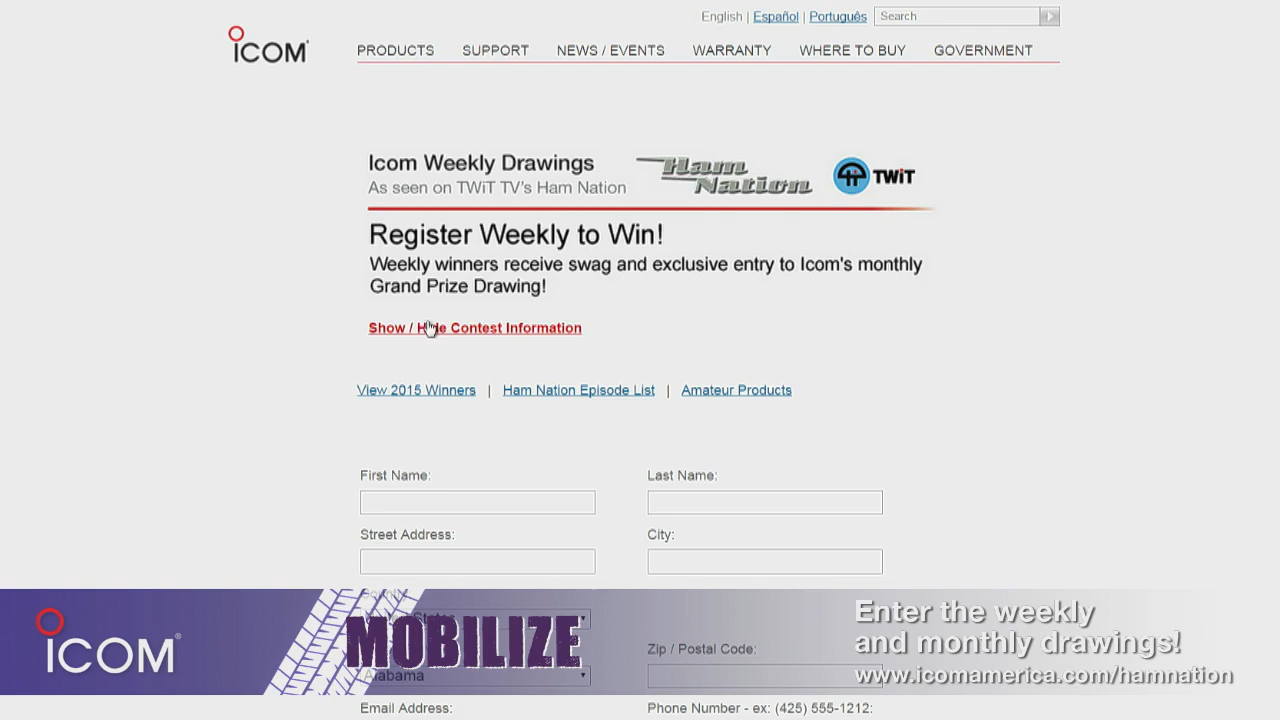 English | Español | Português
Search
ICOM
PRODUCTS SUPPORT NEWS / EVENTS WARRANTY WHERE TO BUY GOVERNMENT
Icom Weekly Drawings
As seen on TWiT TV's Ham Nation
Ham
Nation
TWiT
Register Weekly to Win!
Weekly winners receive swag and exclusive entry to Icom's monthly
Grand Prize Drawing!
Show / Hide Contest Information
View 2015 Winners | Ham Nation Episode List | Amateur Products
First Name: Last Name:
Street Address: City:
ICOM®
MOBILIZE
Enter the weekly
and monthly drawings!
www.icomamerica.com/hamnation
Zip / Postal Code:
Alabama
Email Address: Phone Number - ex: (425) 555-1212: